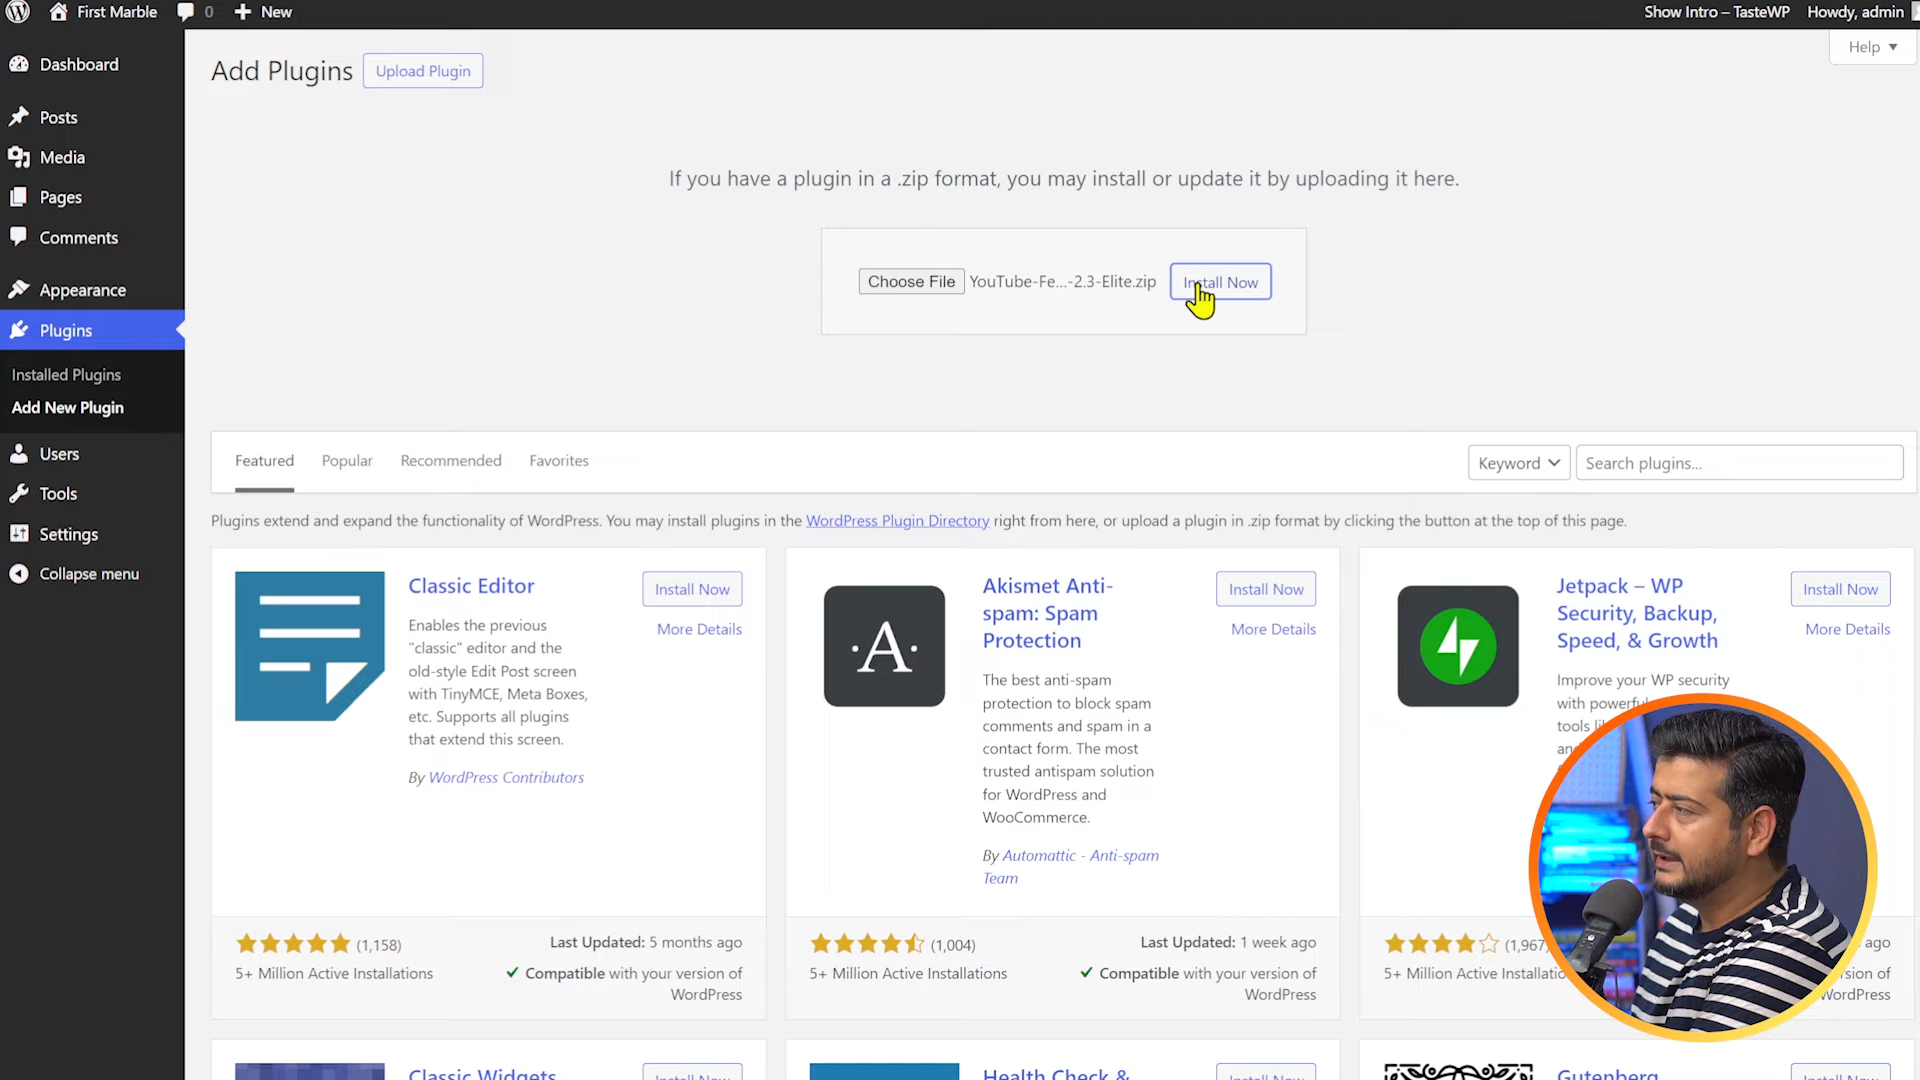 First Marble
0
New
Show Intro – TasteWP
Howdy, admin
Help
Dashboard
Posts
Media
Pages
Comments
Appearance
Plugins
Installed Plugins
Add New Plugin
Users
Tools
Settings
Collapse menu
Add Plugins
Upload Plugin
If you have a plugin in a .zip format, you may install or update it by uploading it here.
Choose File YouTube-Fe...-2.3-Elite.zip
Install Now
Featured
Popular
Recommended
Favorites
Keyword
Search plugins...
Plugins extend and expand the functionality of WordPress. You may install plugins in the WordPress Plugin Directory right from here, or upload a plugin in .zip format by clicking the button at the top of this page.
Classic Editor
Install Now
More Details
Enables the previous
"classic" editor and the
old-style Edit Post screen
with TinyMCE, Meta Boxes,
etc. Supports all plugins
that extend this screen.
By WordPress Contributors
(1,158)
Last Updated: 5 months ago
5+ Million Active Installations
Compatible with your version of
WordPress
·A·
Akismet Anti-
spam: Spam
Protection
Install Now
More Details
The best anti-spam
protection to block spam
comments and spam in a
contact form. The most
trusted antispam solution
for WordPress and
WooCommerce.
By Automattic - Anti-spam
Team
(1,004)
Last Updated: 1 week ago
5+ Million Active Installations
Compatible with your version of
WordPress
Jetpack – WP
Security, Backup,
Speed, & Growth
Install Now
More Details
Improve your WP security
with
tools
(1,967)
ago
5+ Million Active
of
WordPress
Classic Widgets
Install Now
Health Check &
Install Now
Gutenberg
Install Now